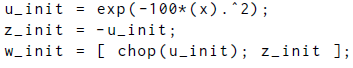 u_init = exp(-100*(x).^2);
z_init = -u_init;
w_init = [ chop(u_init); z_init ];